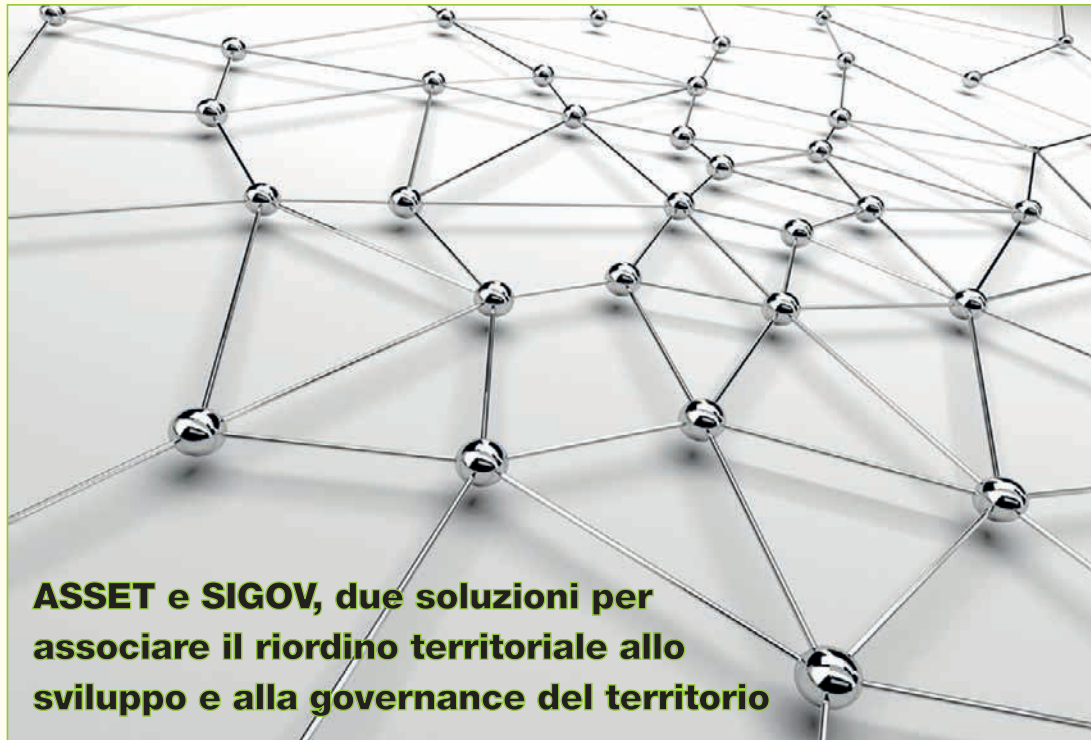 ASSET e SIGOV, due soluzioni per
associare il riordino territoriale allo
sviluppo e alla governance del territorio